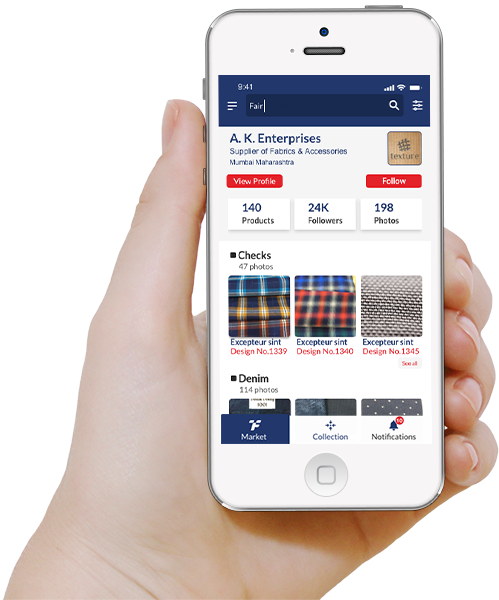 9:41
Fair
A. K. Enterprises
Supplier of Fabrics & Accessories
Mumbai Maharashtra
texture
View Profile
Follow
140
Products
24K
Followers
198
Photos
Checks
47 photos
Excepteur sint
Design No.1339
Excepteur sint
Design No.1340
Excepteur sint
Design No.1345
See all
Denim
114 photos
Market
Collection
Notifications